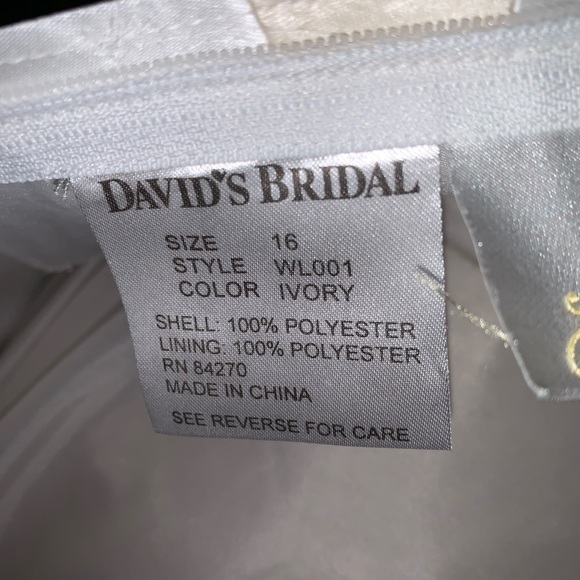 DAVID'S BRIDAL
SIZE 16
STYLE WL001
COLOR IVORY
SHELL: 100% POLYESTER
LINING: 100% POLYESTER
RN 84270
MADE IN CHINA
SEE REVERSE FOR CARE